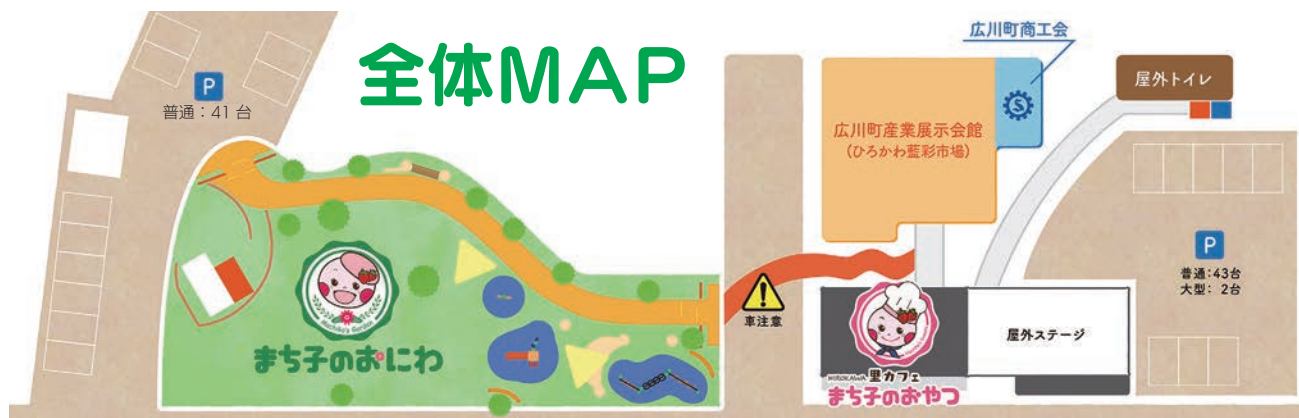 全体MAP
P
普通：41台
広川町商工会
広川町産業展示会館
(ひろかわ藍彩市場)
屋外トイレ
P
普通:43台
大型: 2台
車注意
屋外ステージ
Machiko's Garden
まち子のおにわ
HIROKAWA 里カフェ
まち子のおやつ